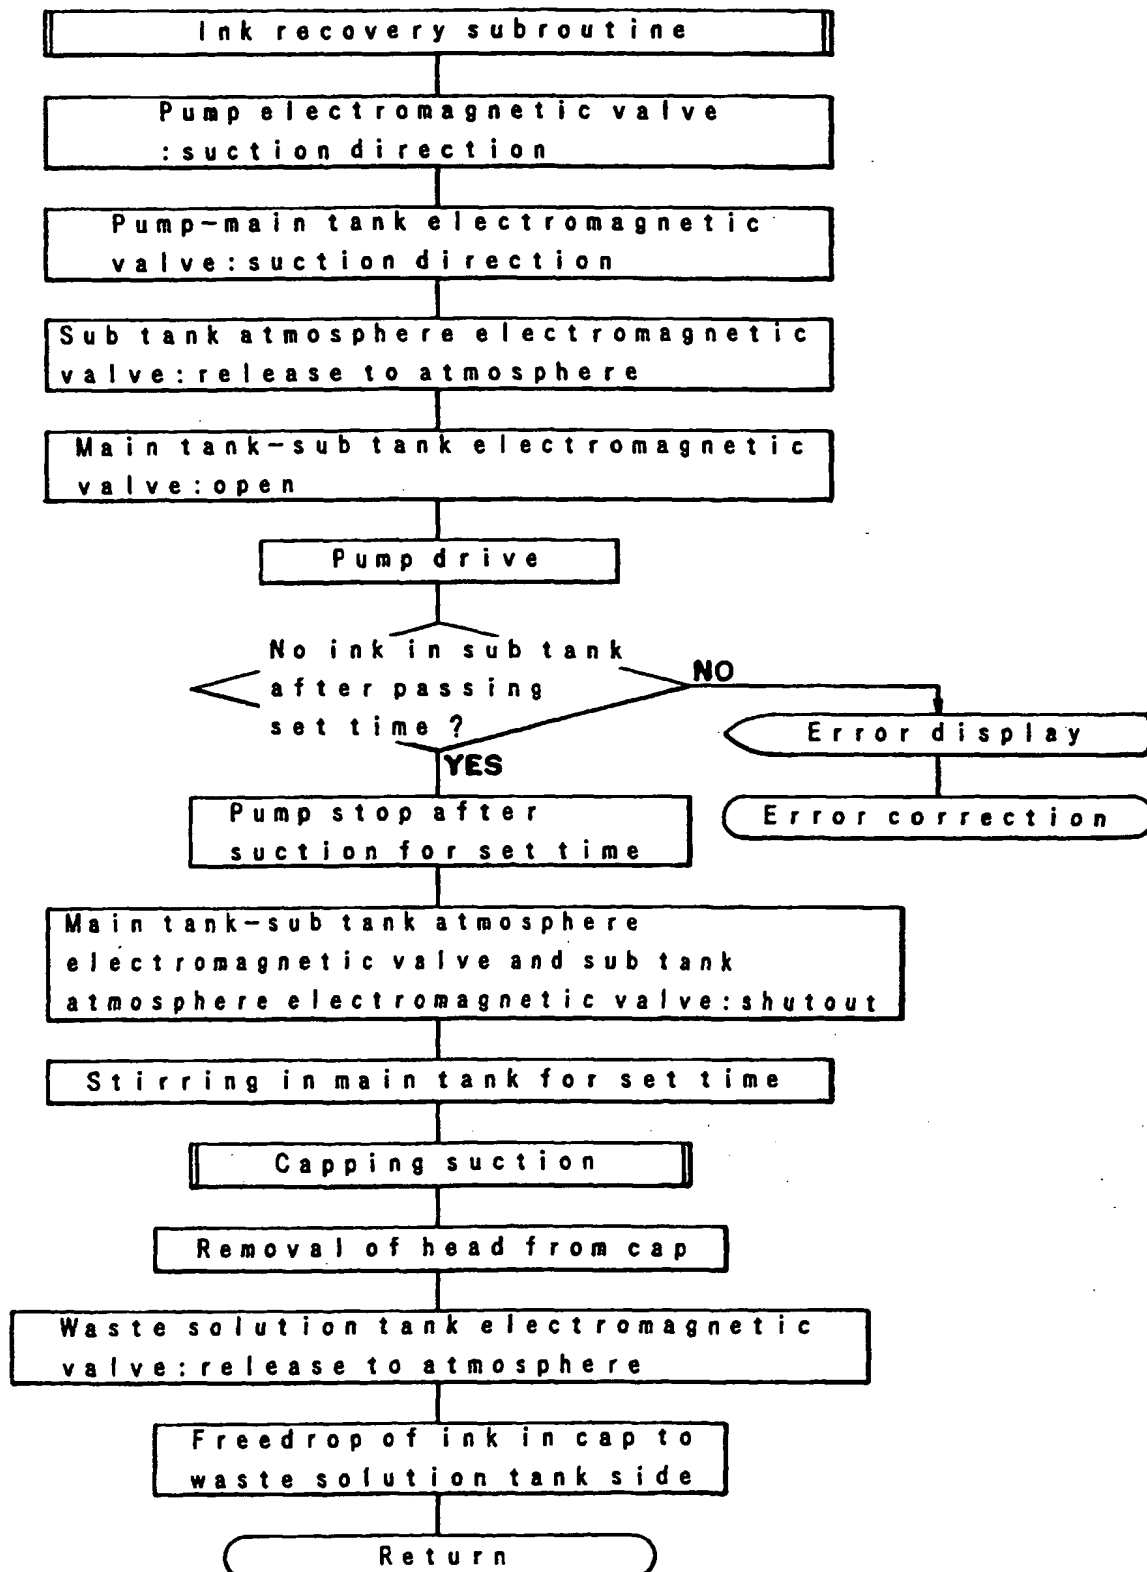 Ink recovery subroutine
Pump electromagnetic valve
:suction direction
Pump-main tank electromagnetic
valve:suction direction
Sub tank atmosphere electromagnetic
valve:release to atmosphere
Main tank-sub tank electromagnetic
valve:open
Pump drive
No ink in sub tank
after passing
set time?
NO
Error display
YES
Error correction
Pump stop after
suction for set time
Main tank-sub tank atmosphere
electromagnetic valve and sub tank
atmosphere electromagnetic valve:shutout
Stirring in main tank for set time
Capping suction
Removal of head from cap
Waste solution tank electromagnetic
valve:release to atmosphere
Freedrop of ink in cap to
waste solution tank side
Return